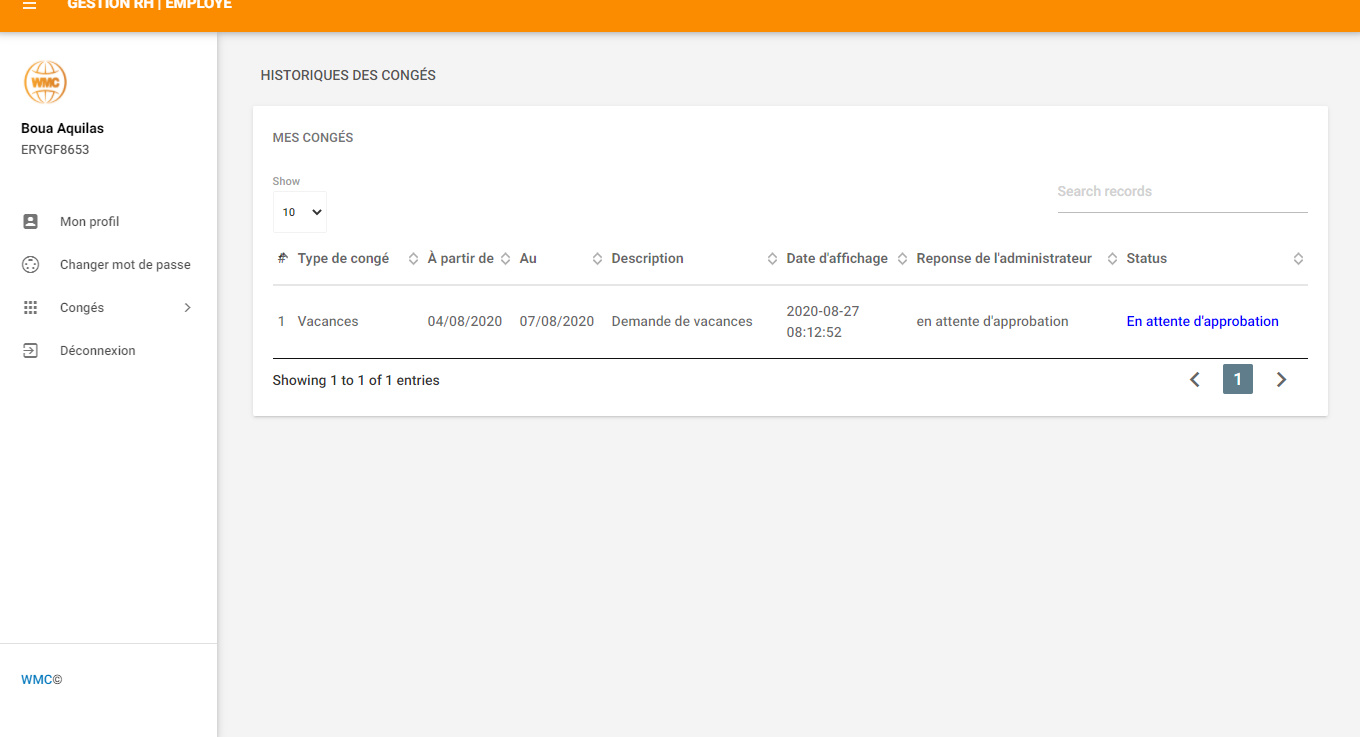 GESTION RH | EMPLOYE
WMC
Boua Aquilas
ERYGF8653
Mon profil
Changer mot de passe
Congés
Déconnexion
WMC©
HISTORIQUES DES CONGÉS
MES CONGÉS
Show
10
Search records
# Type de congé À partir de Au Description Date d'affichage Reponse de l'administrateur Status
1 Vacances 04/08/2020 07/08/2020 Demande de vacances 2020-08-27 08:12:52 en attente d'approbation En attente d'approbation
Showing 1 to 1 of 1 entries
1